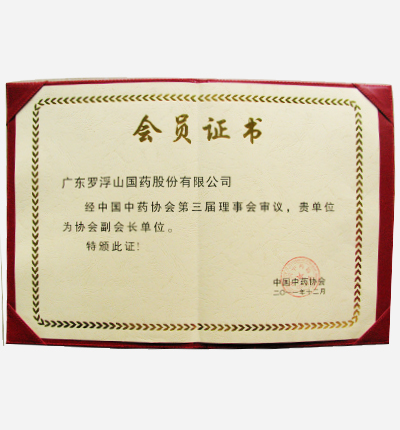 会员证书
广东罗浮山国药股份有限公司
经中国中药协会第三届理事会审议，贵单位
为协会副会长单位。
特颁此证!
中国中药协会
二〇一一年十二月